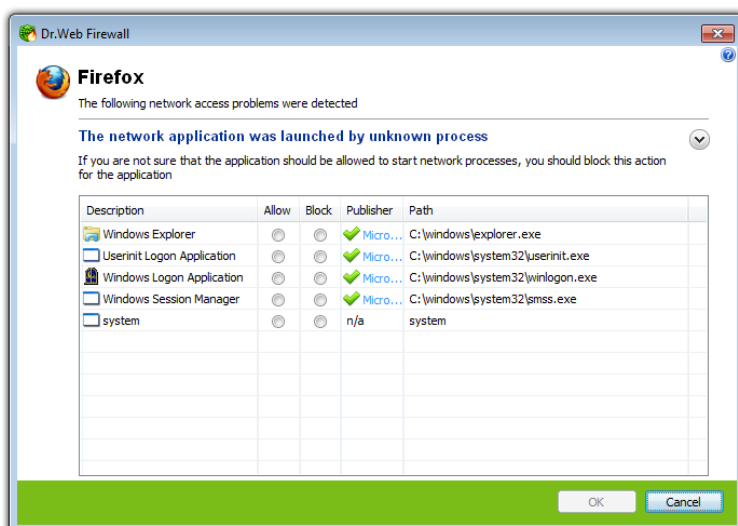 Dr.Web Firewall
Firefox
The following network access problems were detected
The network application was launched by unknown process
If you are not sure that the application should be allowed to start network processes, you should block this action
for the application
Description Allow Block Publisher Path
Windows Explorer Micro... C:\windows\explorer.exe
Userinit Logon Application Micro... C:\windows\system32\userinit.exe
Windows Logon Application Micro... C:\windows\system32\winlogon.exe
Windows Session Manager Micro... C:\windows\system32\smss.exe
system n/a system
OK Cancel